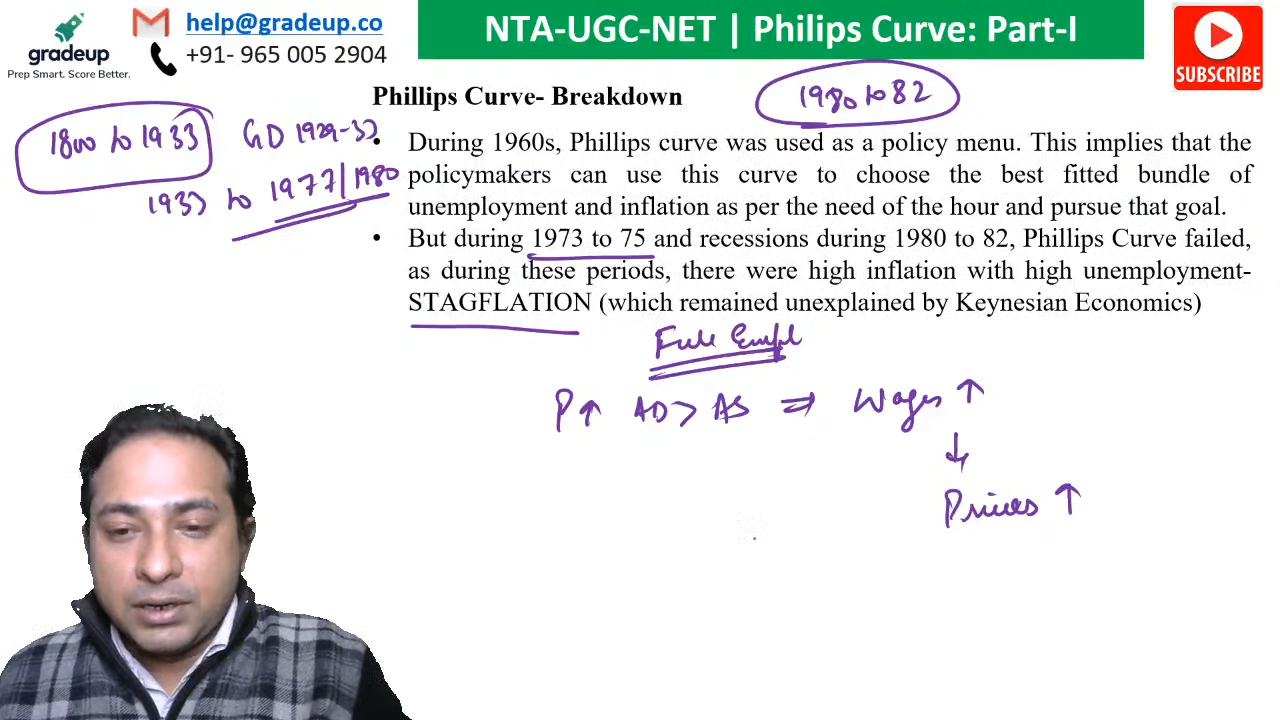 gradeup
Prep Smart. Score Better.
help@gradeup.co
+91- 965 005 2904
NTA-UGC-NET | Philips Curve: Part-I
SUBSCRIBE
Phillips Curve- Breakdown
1980 to 82
1800 to 1933
GD 1929-33
1933 to 1977/1980
• During 1960s, Phillips curve was used as a policy menu. This implies that the
policymakers can use this curve to choose the best fitted bundle of
unemployment and inflation as per the need of the hour and pursue that goal.
• But during 1973 to 75 and recessions during 1980 to 82, Phillips Curve failed,
as during these periods, there were high inflation with high unemployment-
STAGFLATION (which remained unexplained by Keynesian Economics)
Full Empl
P↑ AD > AS ⇒ Wages ↑
↓
Prices ↑